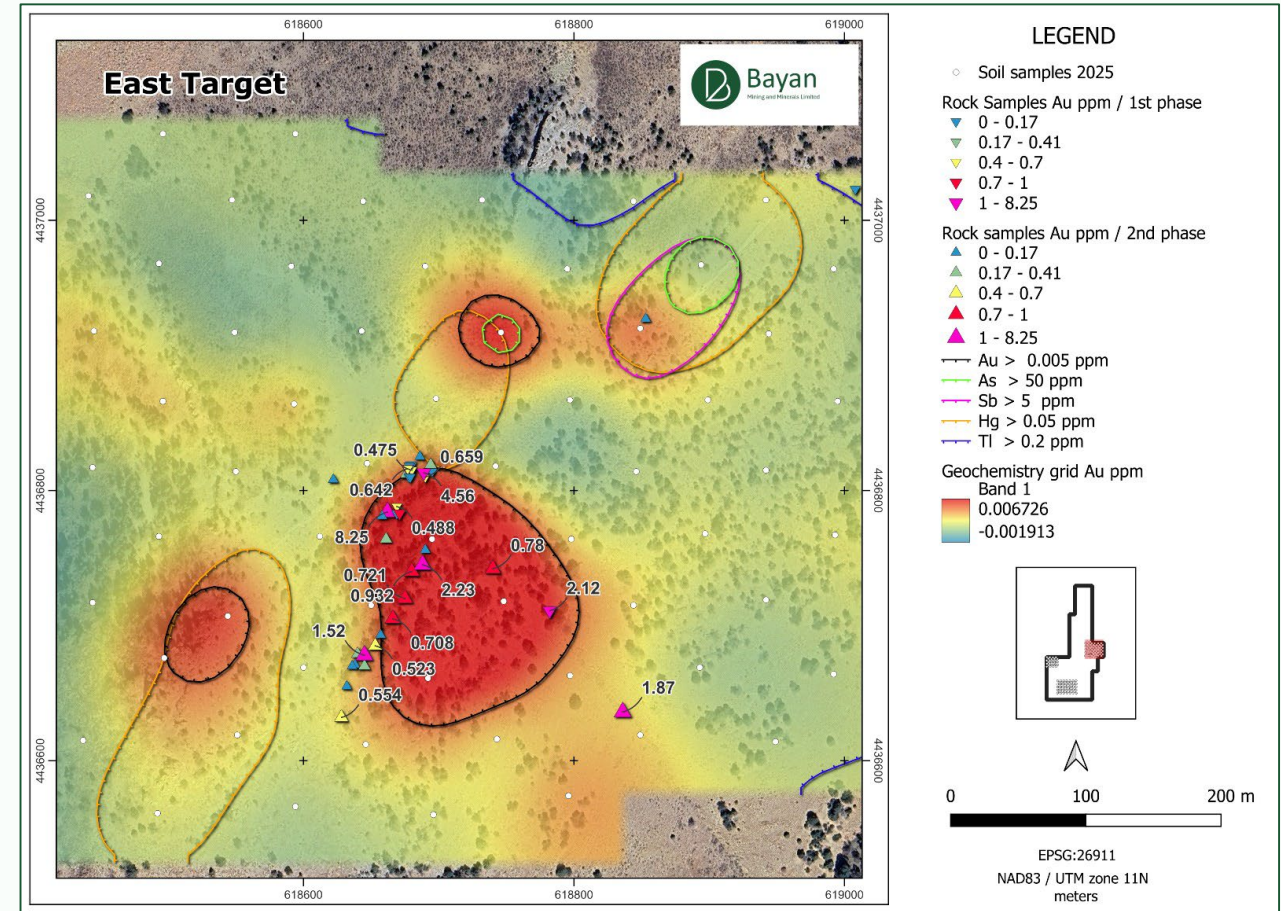 618600
618800
619000
East Target
Bayan
Mining and Minerals Limited
4437000
4437000
4436800
4436800
4436600
4436600
0.475
0.659
0.642
4.56
0.488
8.25
0.78
0.721
2.23
0.932
2.12
1.52
0.708
0.523
0.554
1.87
618600
618800
619000
LEGEND
Soil samples 2025
Rock Samples Au ppm / 1st phase
0 - 0.17
0.17 - 0.41
0.4 - 0.7
0.7 - 1
1 - 8.25
Rock samples Au ppm / 2nd phase
0 - 0.17
0.17 - 0.41
0.4 - 0.7
0.7 - 1
1 - 8.25
Au > 0.005 ppm
As > 50 ppm
Sb > 5 ppm
Hg > 0.05 ppm
Tl > 0.2 ppm
Geochemistry grid Au ppm
Band 1
0.006726
-0.001913
0 100 200 m
EPSG:26911
NAD83 / UTM zone 11N
meters